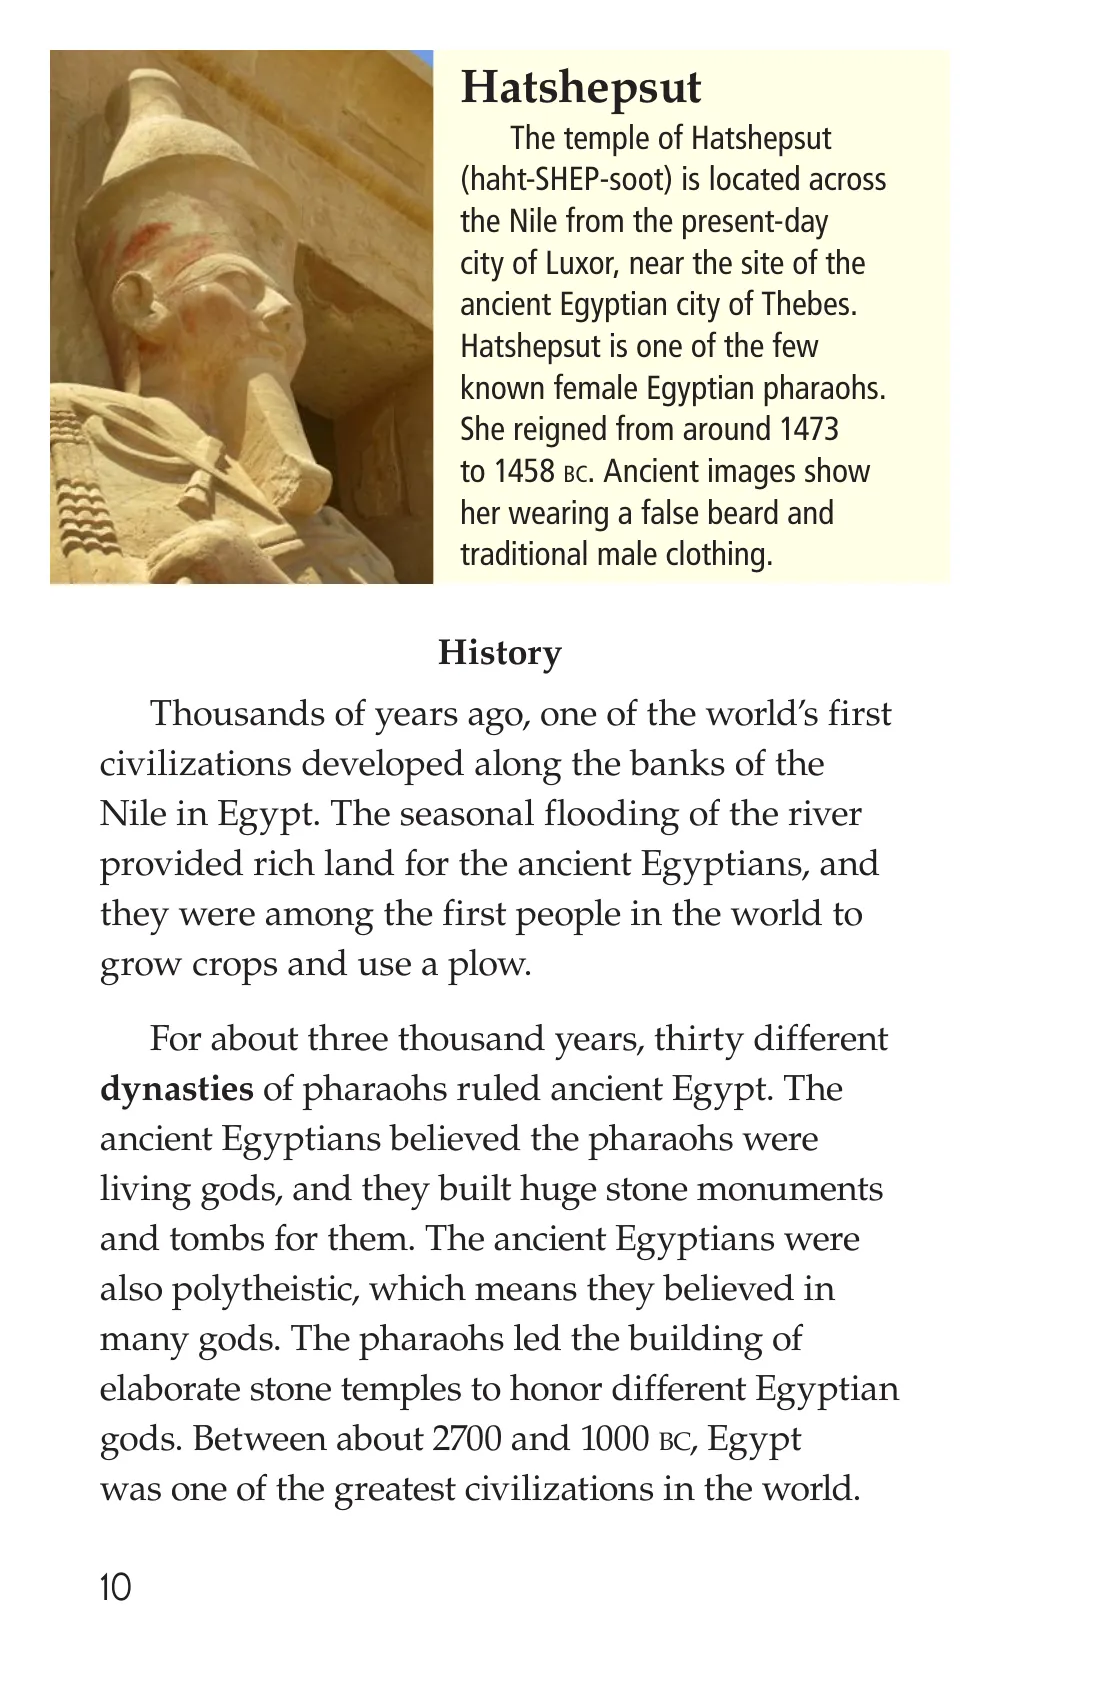 Hatshepsut
The temple of Hatshepsut
(haht-SHEP-soot) is located across
the Nile from the present-day
city of Luxor, near the site of the
ancient Egyptian city of Thebes.
Hatshepsut is one of the few
known female Egyptian pharaohs.
She reigned from around 1473
to 1458 BC. Ancient images show
her wearing a false beard and
traditional male clothing.
History
Thousands of years ago, one of the world’s first
civilizations developed along the banks of the
Nile in Egypt. The seasonal flooding of the river
provided rich land for the ancient Egyptians, and
they were among the first people in the world to
grow crops and use a plow.
For about three thousand years, thirty different
dynasties of pharaohs ruled ancient Egypt. The
ancient Egyptians believed the pharaohs were
living gods, and they built huge stone monuments
and tombs for them. The ancient Egyptians were
also polytheistic, which means they believed in
many gods. The pharaohs led the building of
elaborate stone temples to honor different Egyptian
gods. Between about 2700 and 1000 BC, Egypt
was one of the greatest civilizations in the world.
10